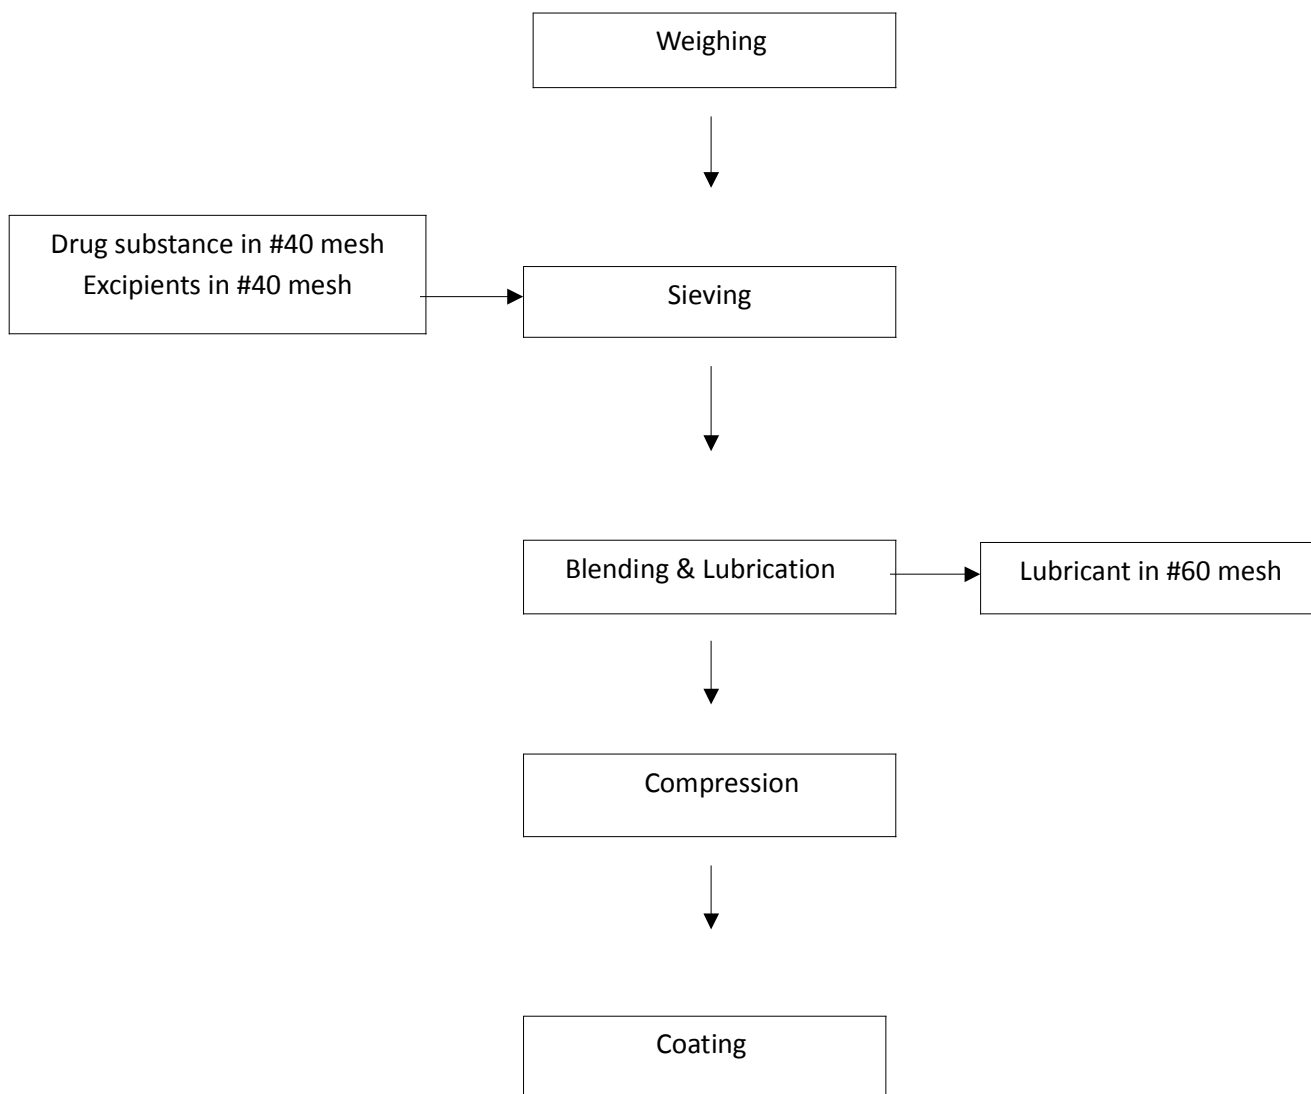 Weighing
Drug substance in #40 mesh
Excipients in #40 mesh
Sieving
Blending & Lubrication
Lubricant in #60 mesh
Compression
Coating